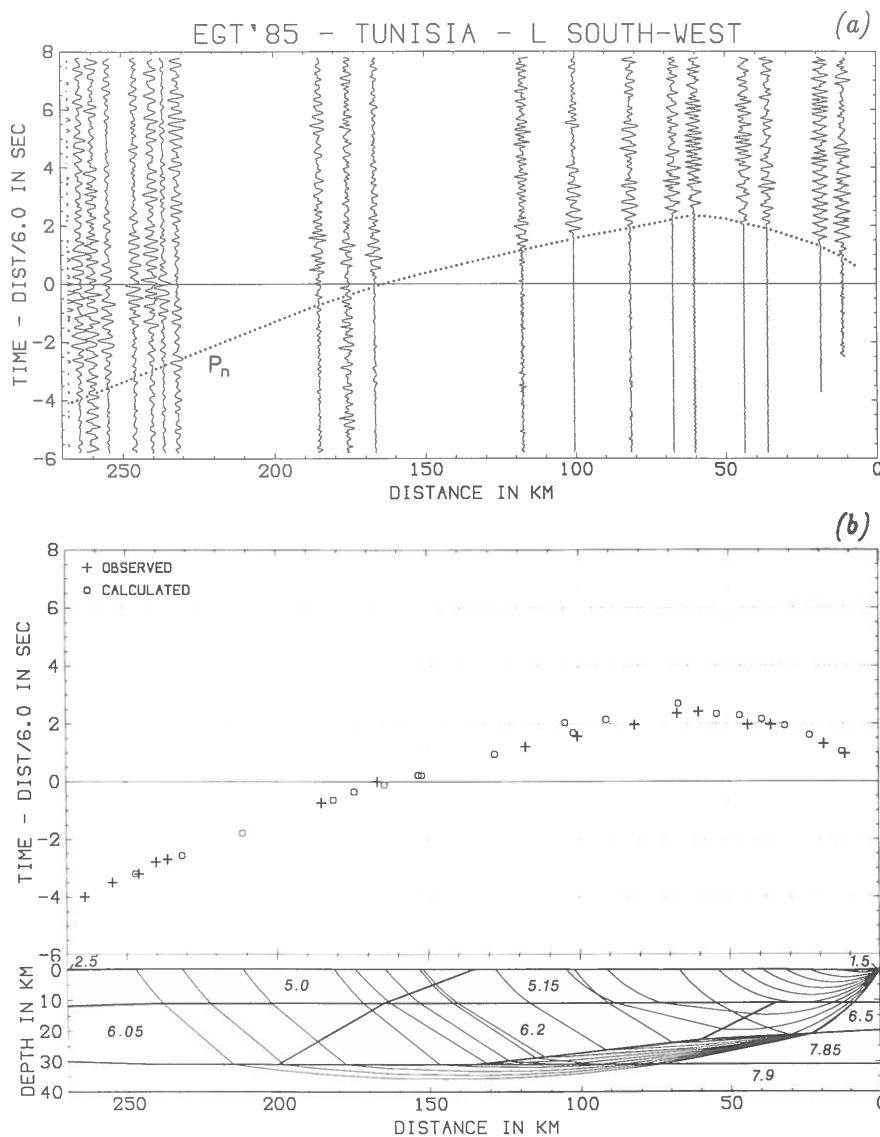 EGT'85 - TUNISIA - L SOUTH-WEST
(a)
TIME - DIST/6.0 IN SEC
8
6
4
2
0
-2
-4
-6
Pn
250 200 150 100 50 0
DISTANCE IN KM
(b)
+ OBSERVED
o CALCULATED
TIME - DIST/6.0 IN SEC
8
6
4
2
0
-2
-4
-6
DEPTH IN KM
0
10
20
30
40
2.5 1.5
5.0 5.15
6.05 6.2 6.5
7.85
7.9
250 200 150 100 50 0
DISTANCE IN KM